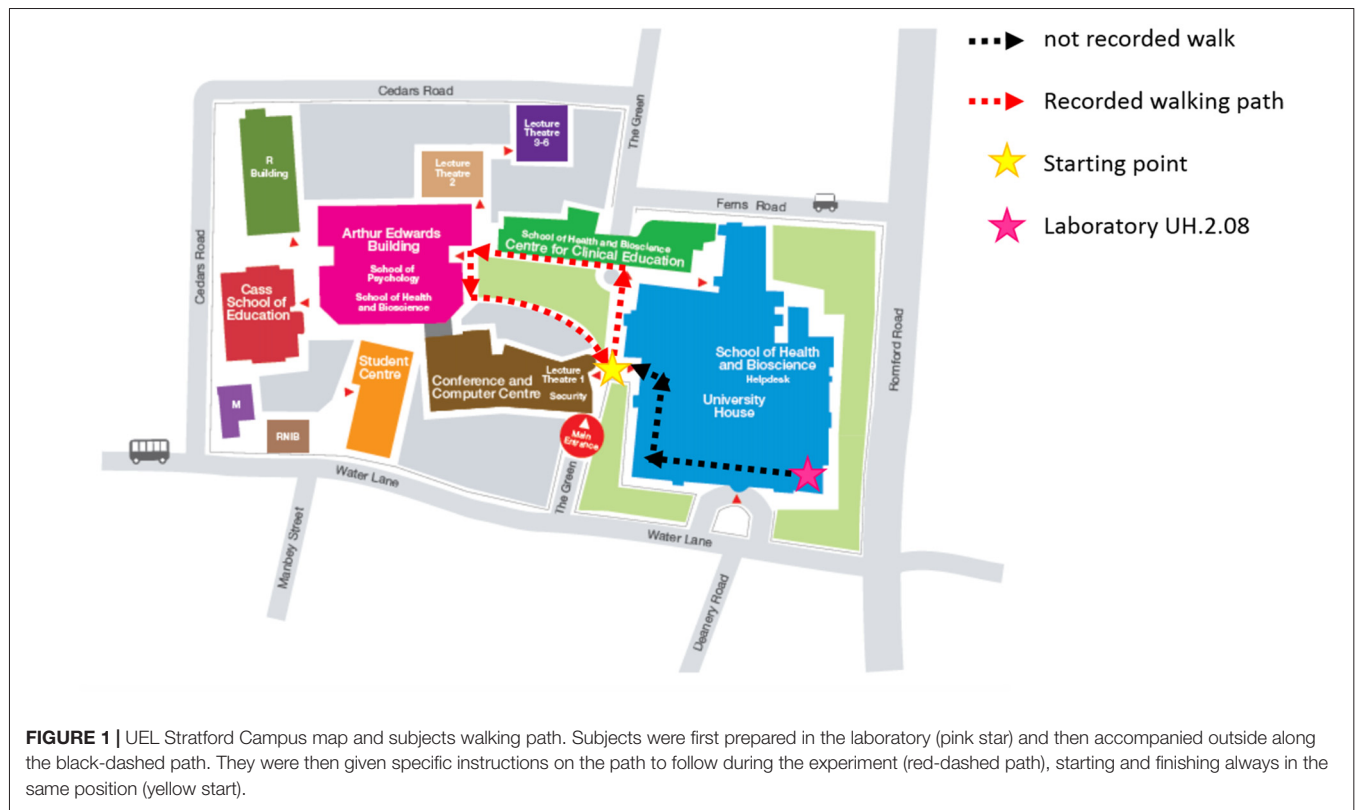 not recorded walk
Recorded walking path
Starting point
Laboratory UH.2.08
Cedars Road
The Green
Lecture
Theatre
3-6
R
Building
Lecture
Theatre
2
Ferns Road
Cedars Road
Arthur Edwards
Building
School of
Psychology
School of Health
and Bioscience
School of Health and Bioscience
Centre for Clinical Education
Cass
School of
Education
Romford Road
School of Health
and Bioscience
Helpdesk
University
House
Student
Centre
Conference and
Computer Centre
Lecture
Theatre 1
Security
M
RNIB
Main
Entrance
The Green
Water Lane
Water Lane
Manbey Street
Deanery Road
FIGURE 1 | UEL Stratford Campus map and subjects walking path. Subjects were first prepared in the laboratory (pink star) and then accompanied outside along
the black-dashed path. They were then given specific instructions on the path to follow during the experiment (red-dashed path), starting and finishing always in the
same position (yellow start).